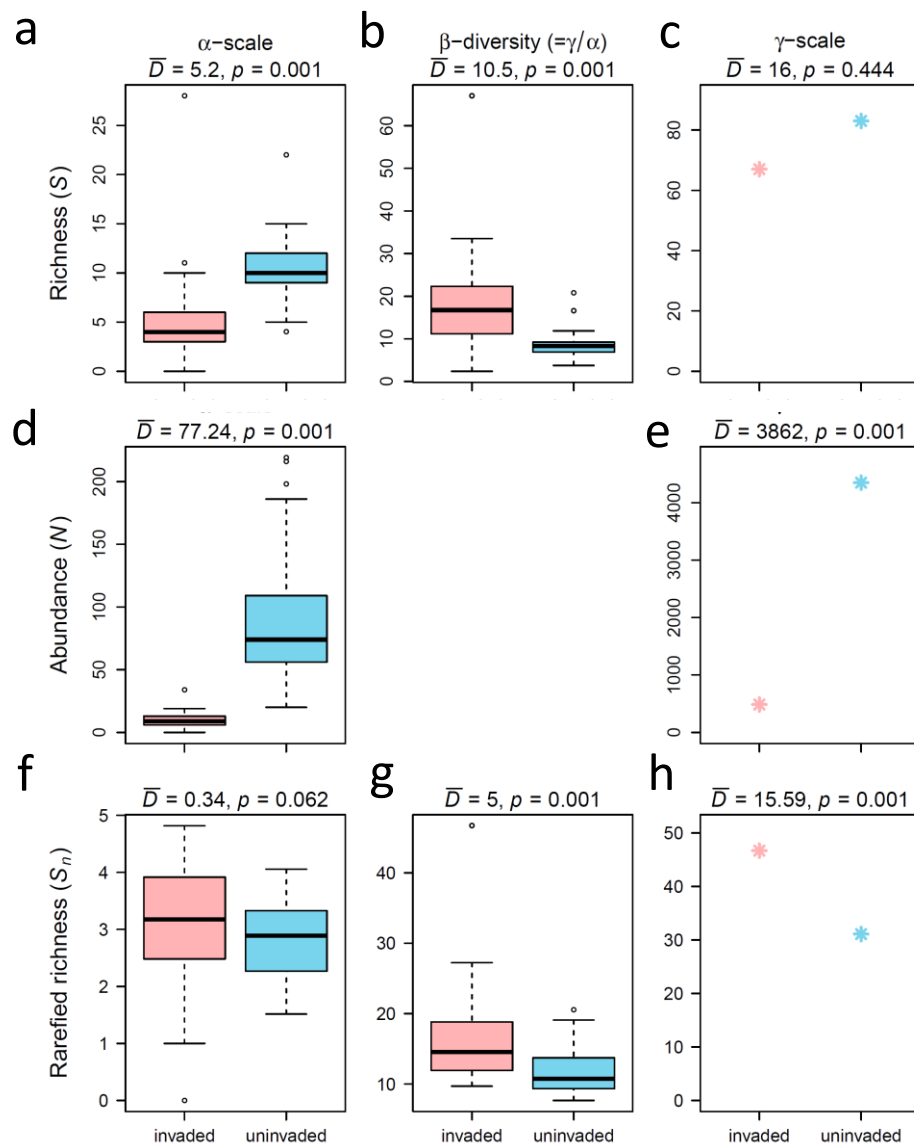 a
α−scale
D̅ = 5.2, p = 0.001
b
β−diversity (=γ/α)
D̅ = 10.5, p = 0.001
c
γ−scale
D̅ = 16, p = 0.444
Richness (S)
0 5 10 15 20 25
0 10 20 30 40 50 60
0 20 40 60 80
d
D̅ = 77.24, p = 0.001
e
D̅ = 3862, p = 0.001
Abundance (N)
0 50 100 150 200
0 1000 2000 3000 4000
f
D̅ = 0.34, p = 0.062
g
D̅ = 5, p = 0.001
h
D̅ = 15.59, p = 0.001
Rarefied richness (Sₙ)
0 1 2 3 4 5
10 20 30 40
0 10 20 30 40 50
invaded uninvaded
invaded uninvaded
invaded uninvaded